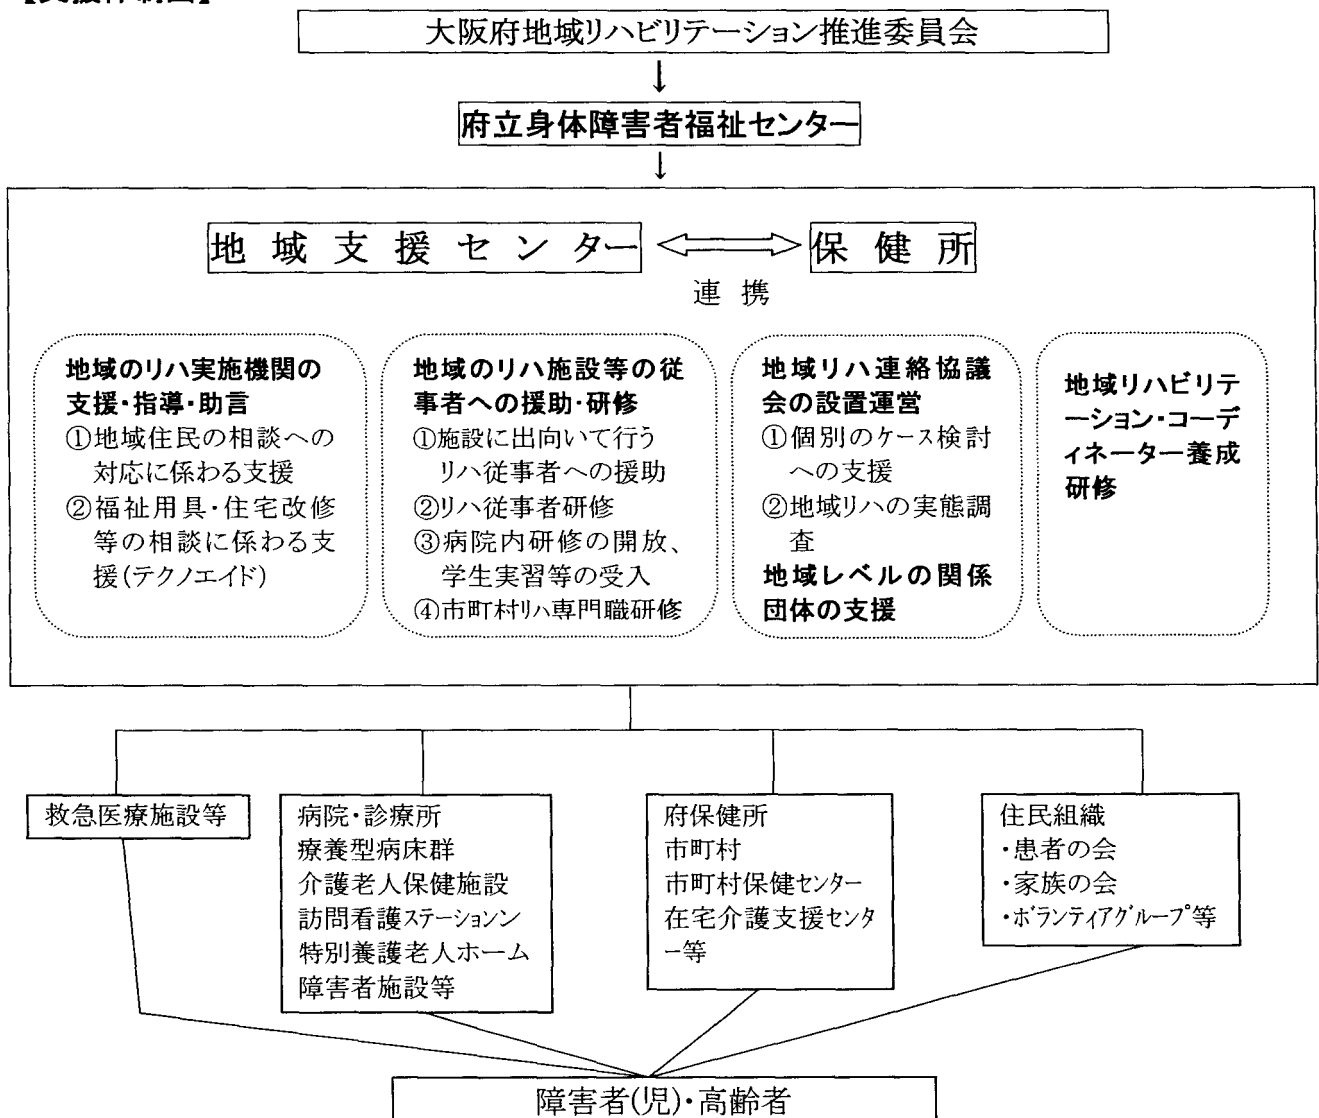 大阪府地域リハビリテーション推進委員会
↓
府立身体障害者福祉センター
↓
地域支援センター
保健所
連携
地域のリハ実施機関の
支援・指導・助言
①地域住民の相談への
対応に係わる支援
②福祉用具・住宅改修
等の相談に係わる支
援(テクノエイド)
地域のリハ施設等の従
事者への援助・研修
①施設に出向いて行う
リハ従事者への援助
②リハ従事者研修
③病院内研修の開放、
学生実習等の受入
④市町村リハ専門職研修
地域リハ連絡協議
会の設置運営
①個別のケース検討
への支援
②地域リハの実態調
査
地域レベルの関係
団体の支援
地域リハビリテ
ーション・コーデ
ィネーター養成
研修
救急医療施設等
病院・診療所
療養型病床群
介護老人保健施設
訪問看護ステーションン
特別養護老人ホーム
障害者施設等
府保健所
市町村
市町村保健センター
在宅介護支援センタ
ー等
住民組織
・患者の会
・家族の会
・ボランティアグループ等
障害者(児)・高齢者